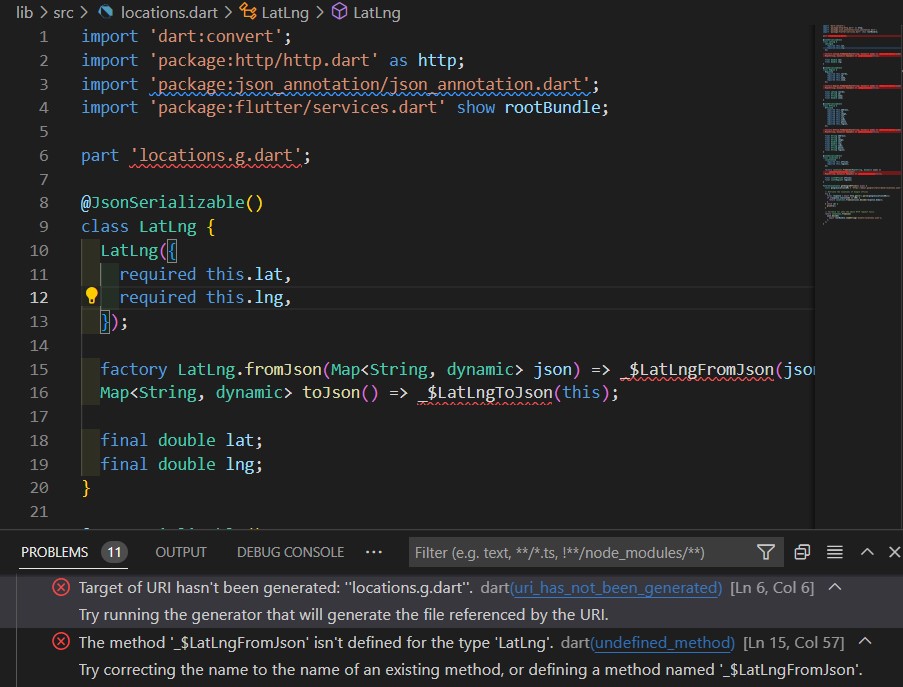 lib > src > locations.dart > LatLng > LatLng
1 import 'dart:convert';
2 import 'package:http/http.dart' as http;
3 import 'package:json_annotation/json_annotation.dart';
4 import 'package:flutter/services.dart' show rootBundle;
5
6 part 'locations.g.dart';
7
8 @JsonSerializable()
9 class LatLng {
10 LatLng({
11 required this.lat,
12 required this.lng,
13 });
14
15 factory LatLng.fromJson(Map<String, dynamic> json) => _$LatLngFromJson(json
16 Map<String, dynamic> toJson() => _$LatLngToJson(this);
17
18 final double lat;
19 final double lng;
20 }
21
PROBLEMS 11 OUTPUT DEBUG CONSOLE ··· Filter (e.g. text, **/*.ts, !**/node_modules/**)
Target of URI hasn't been generated: ''locations.g.dart''. dart(uri_has_not_been_generated) [Ln 6, Col 6]
Try running the generator that will generate the file referenced by the URI.
The method '_$LatLngFromJson' isn't defined for the type 'LatLng'. dart(undefined_method) [Ln 15, Col 57]
Try correcting the name to the name of an existing method, or defining a method named '_$LatLngFromJson'.